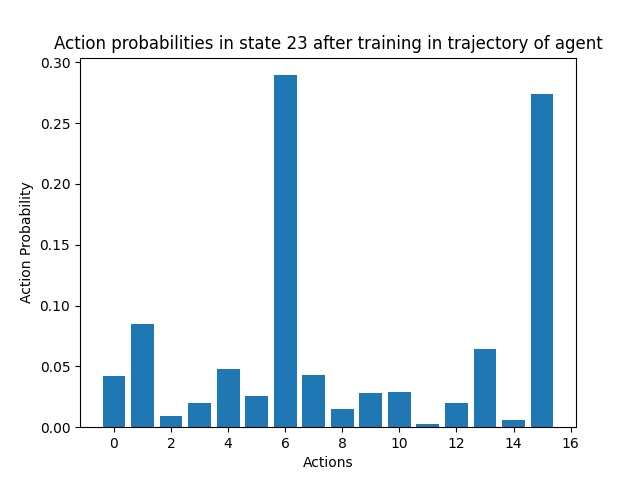 Action probabilities in state 23 after training in trajectory of agent
0.30
0.25
0.20
0.15
0.10
0.05
0.00
Action Probability
0 2 4 6 8 10 12 14 16
Actions